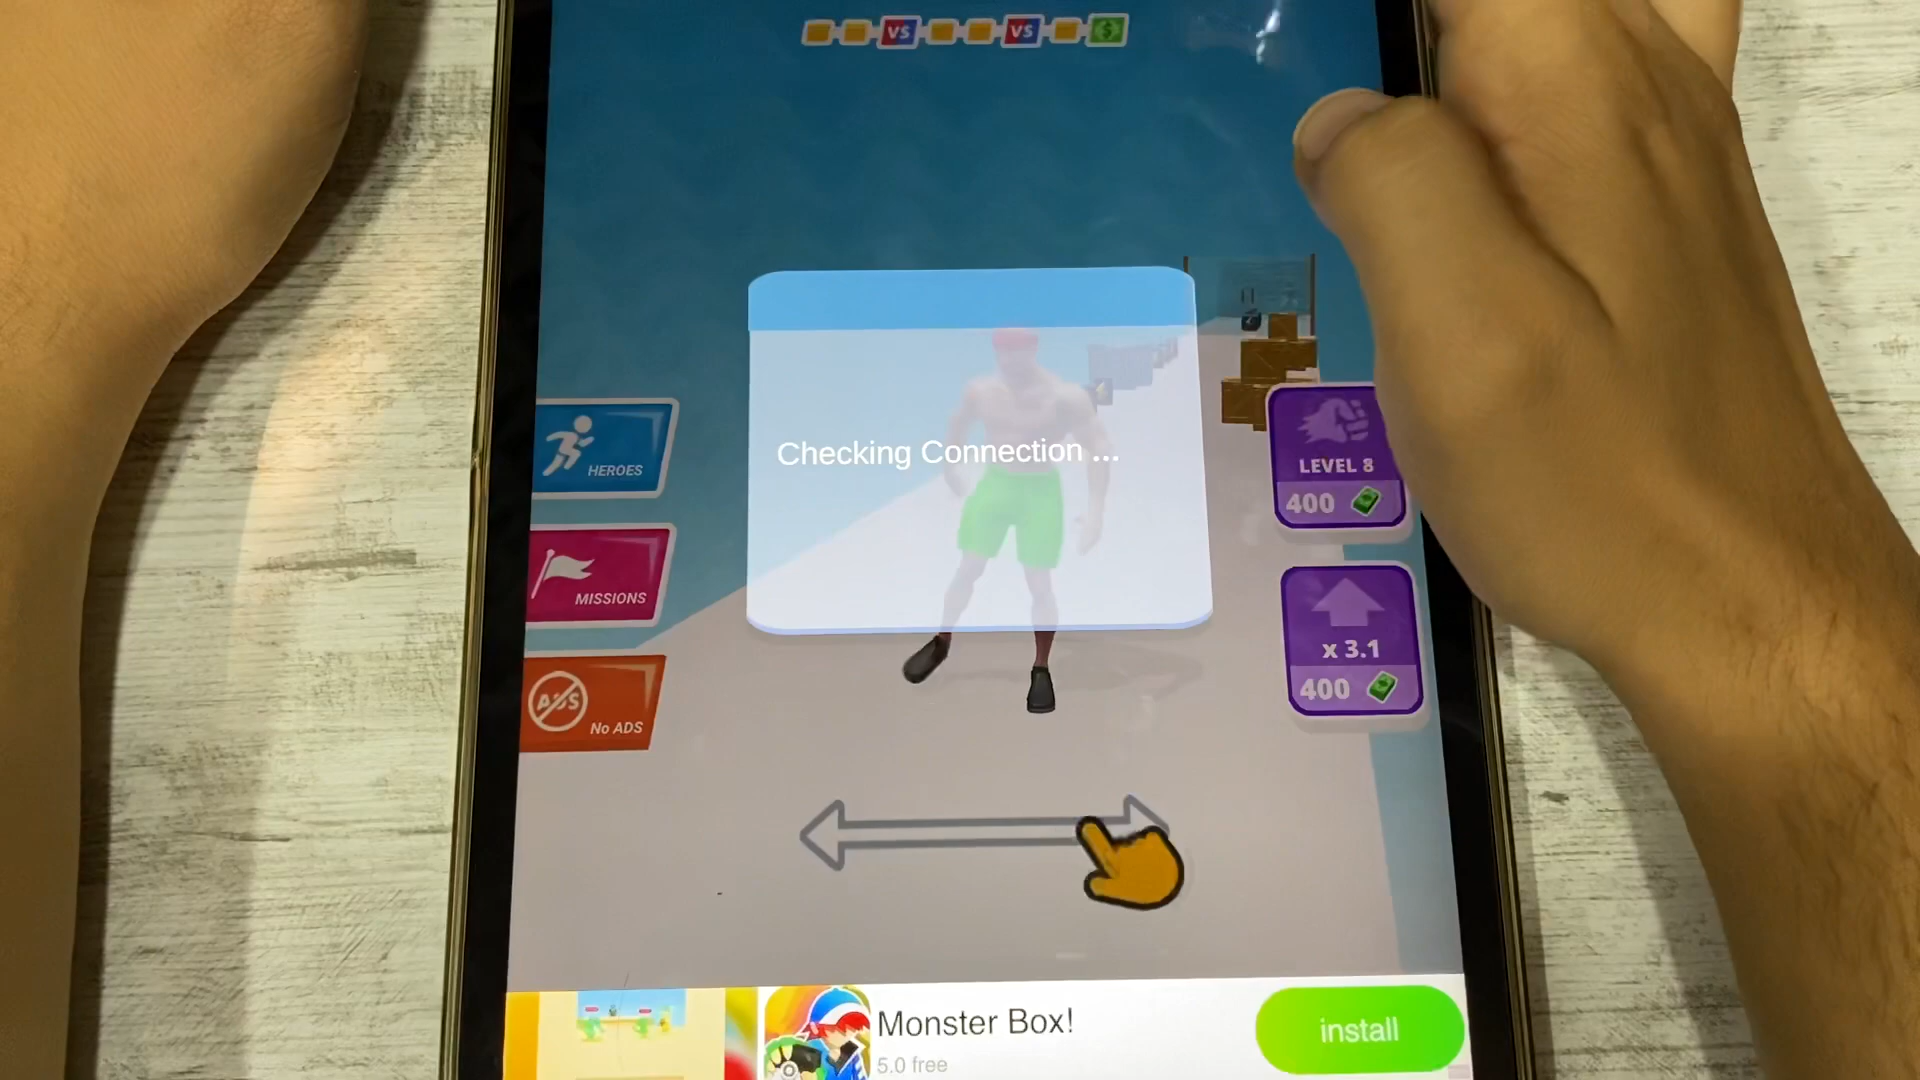 VS
VS
$
Checking Connection ...
HEROES
MISSIONS
ADS
No ADS
LEVEL 8
400
x 3.1
400
Monster Box!
5.0 free
install